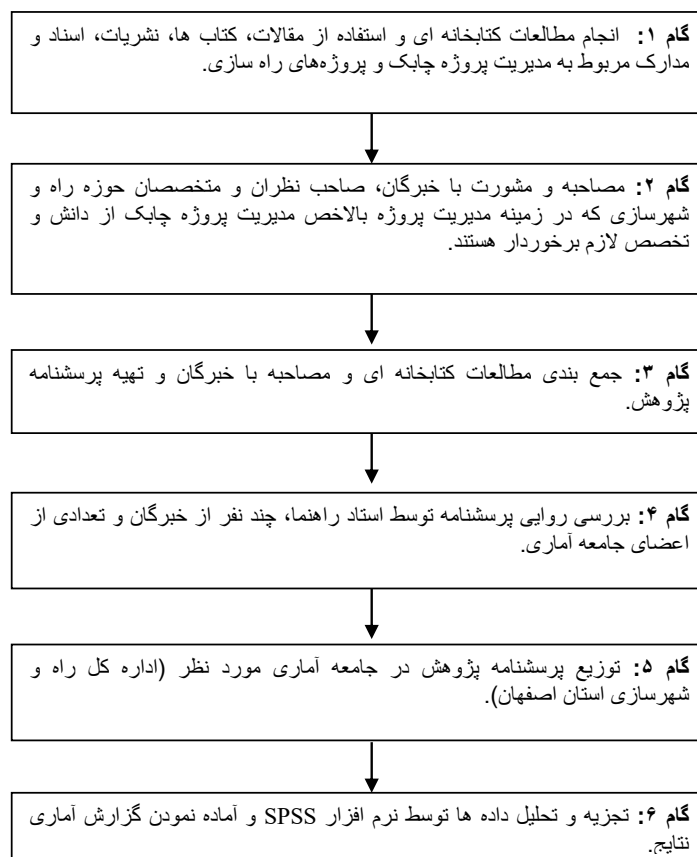 گام ۱: انجام مطالعات کتابخانه ای و استفاده از مقالات، کتاب ها، نشریات، اسناد و
مدارک مربوط به مدیریت پروژه چابک و پروژه‌های راه سازی.
گام ۲: مصاحبه و مشورت با خبرگان، صاحب نظران و متخصصان حوزه راه و
شهرسازی که در زمینه مدیریت پروژه بالاخص مدیریت پروژه چابک از دانش و
تخصص لازم برخوردار هستند.
گام ۳: جمع بندی مطالعات کتابخانه ای و مصاحبه با خبرگان و تهیه پرسشنامه
پژوهش.
گام ۴: بررسی روایی پرسشنامه توسط استاد راهنما، چند نفر از خبرگان و تعدادی از
اعضای جامعه آماری.
گام ۵: توزیع پرسشنامه پژوهش در جامعه آماری مورد نظر (اداره کل راه و
شهرسازی استان اصفهان).
گام ۶: تجزیه و تحلیل داده ها توسط نرم افزار SPSS و آماده نمودن گزارش آماری
نتایج.